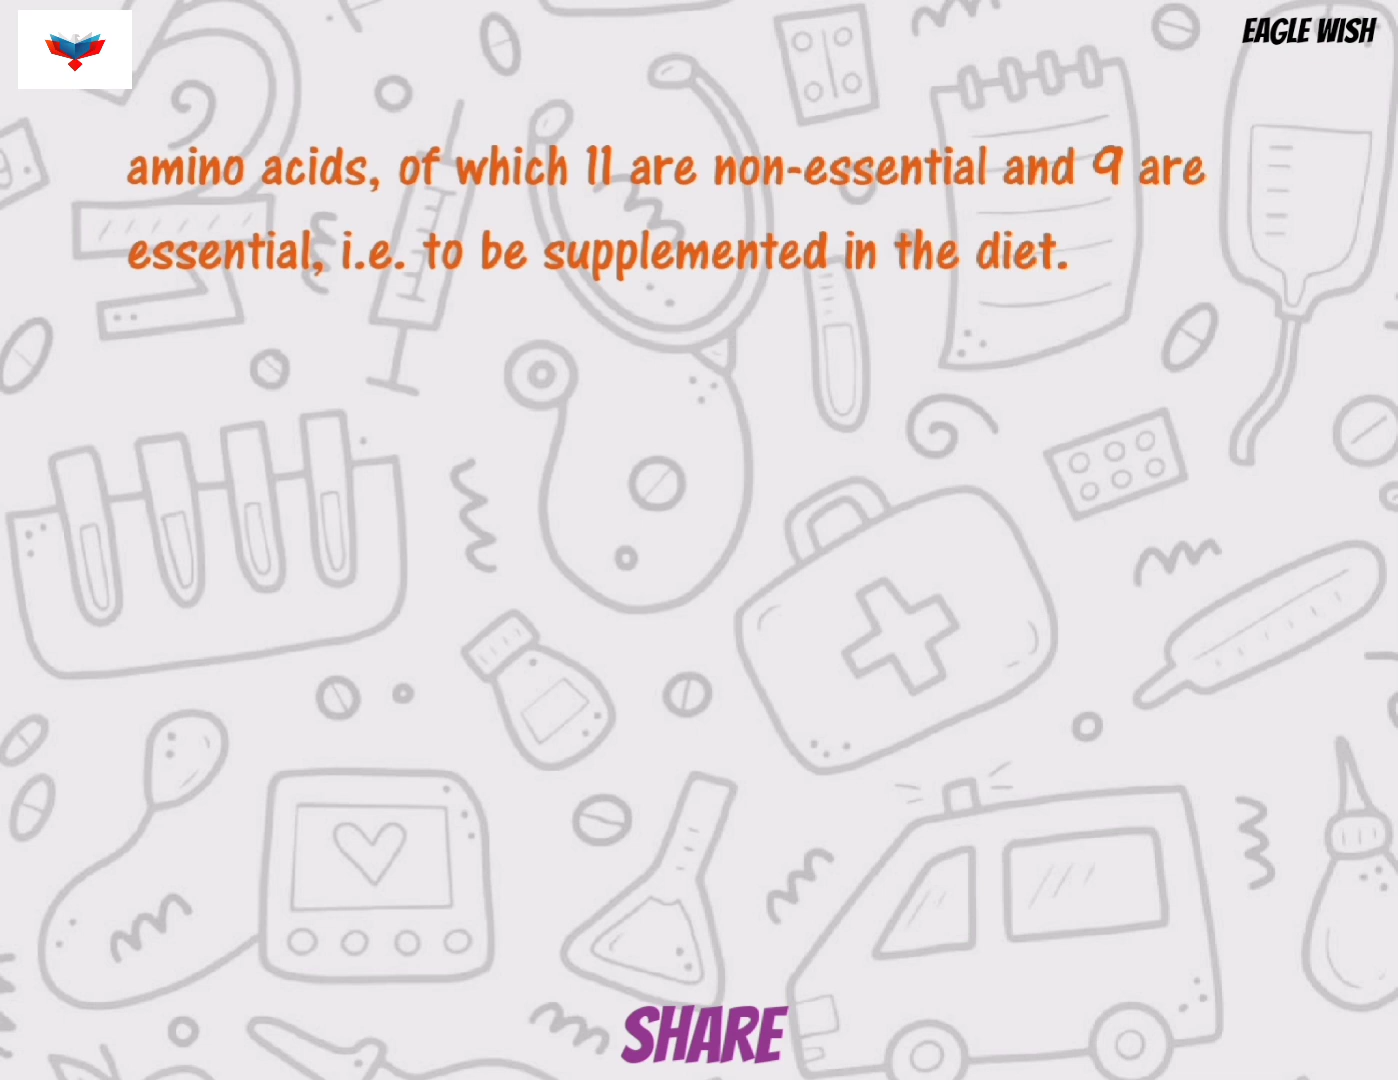 EAGLE WISH
amino acids, of which 11 are non-essential and 9 are
essential, i.e. to be supplemented in the diet.
SHARE